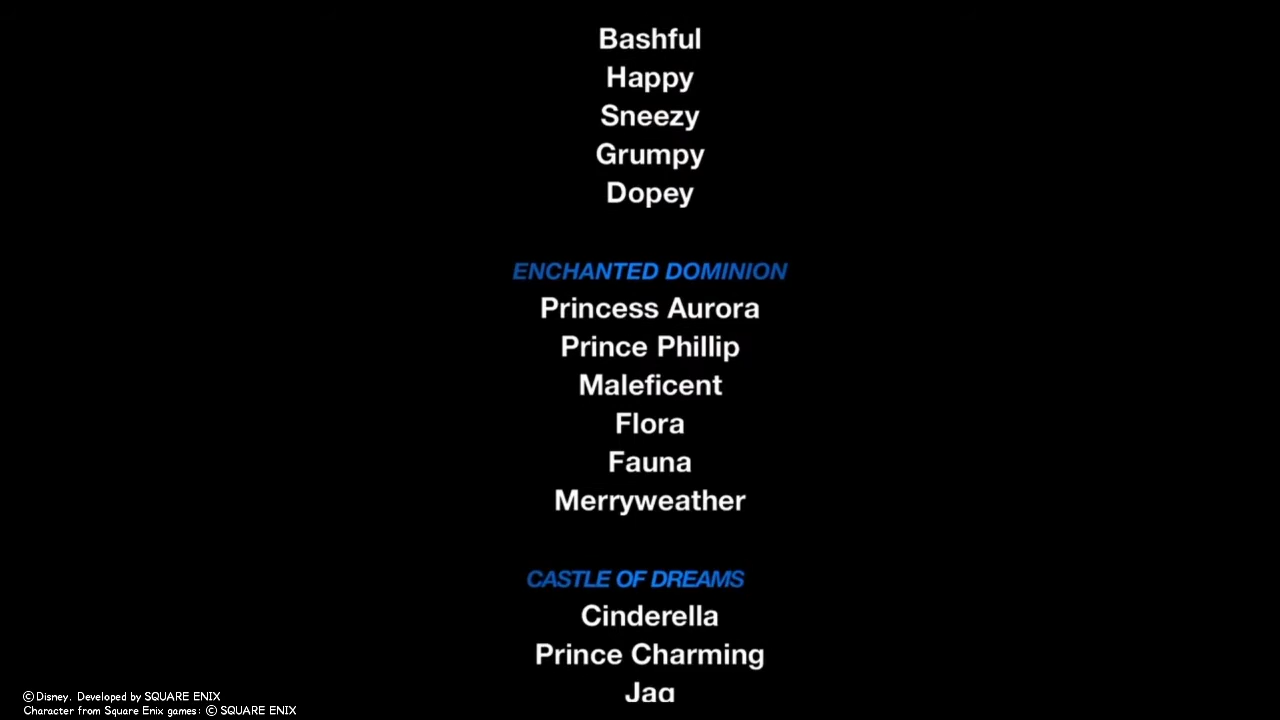 Bashful
Happy
Sneezy
Grumpy
Dopey
ENCHANTED DOMINION
Princess Aurora
Prince Phillip
Maleficent
Flora
Fauna
Merryweather
CASTLE OF DREAMS
Cinderella
Prince Charming
Jaq
© Disney. Developed by SQUARE ENIX
Character from Square Enix games: © SQUARE ENIX